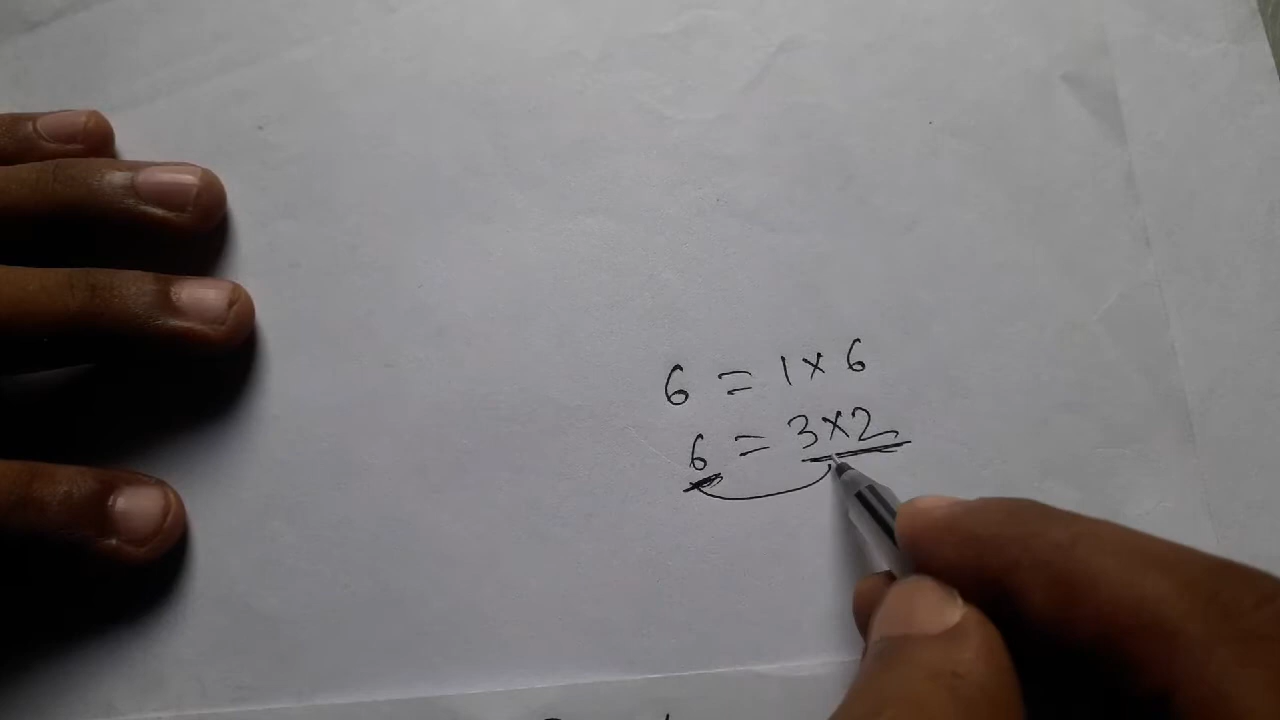 6 = 1 × 6
6 = 3 × 2